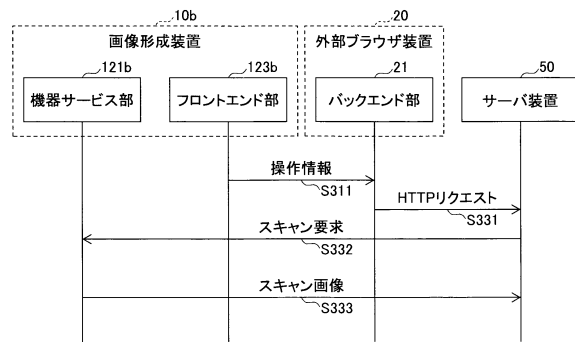 10b
20
画像形成装置
外部ブラウザ装置
121b
123b
21
50
機器サービス部
フロントエンド部
バックエンド部
サーバ装置
操作情報
S311
HTTPリクエスト
S331
スキャン要求
S332
スキャン画像
S333